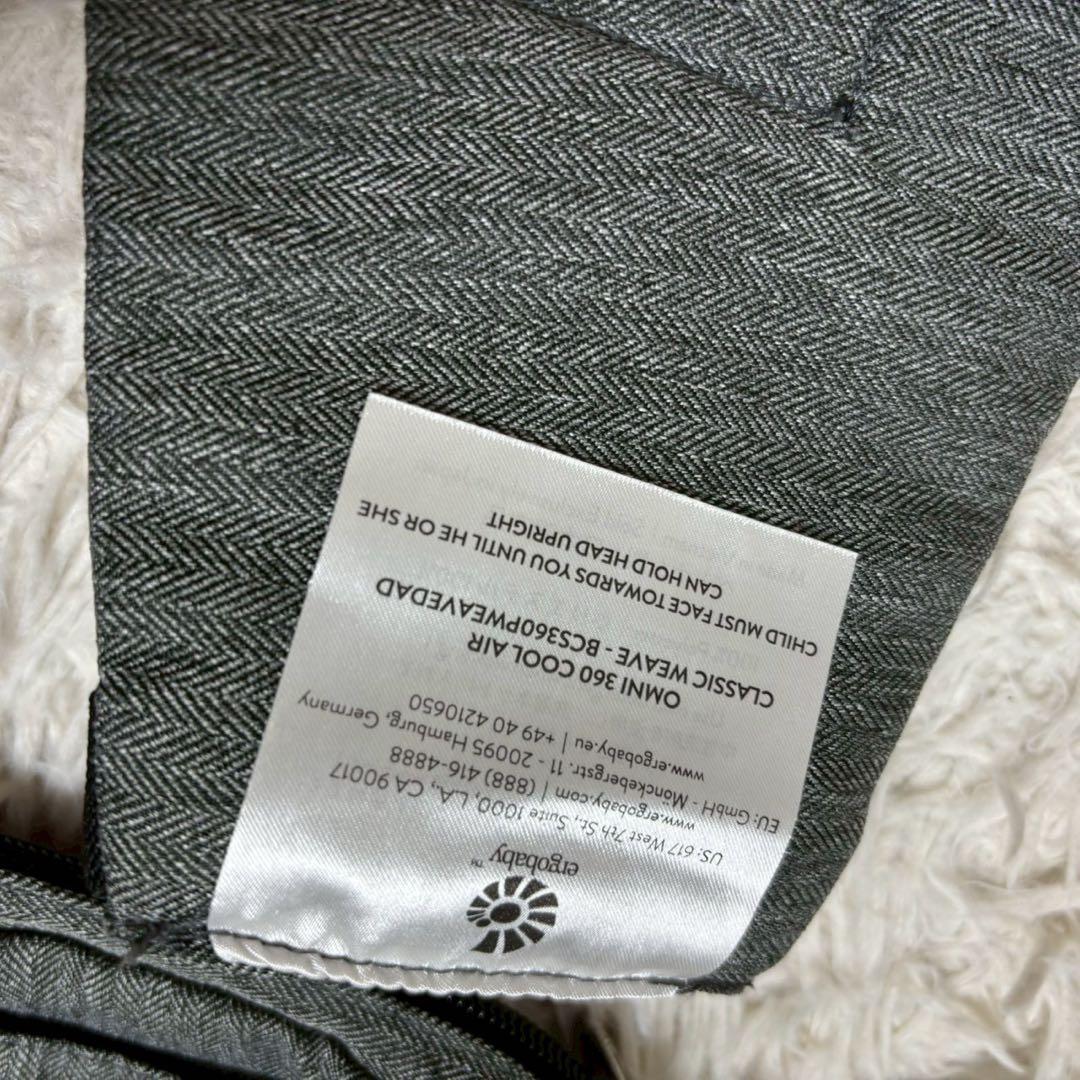 ergobaby™
US: 617 West 7th St., Suite 1000, L.A., CA 90017
www.ergobaby.com | (888) 416-4888
EU: GmbH - Mönckebergstr. 11 - 20095 Hamburg, Germany
www.ergobaby.eu | +49 40 4210650
OMNI 360 COOL AIR
CLASSIC WEAVE - BCS360PWEAVEDAD
CHILD MUST FACE TOWARDS YOU UNTIL HE OR SHE
CAN HOLD HEAD UPRIGHT